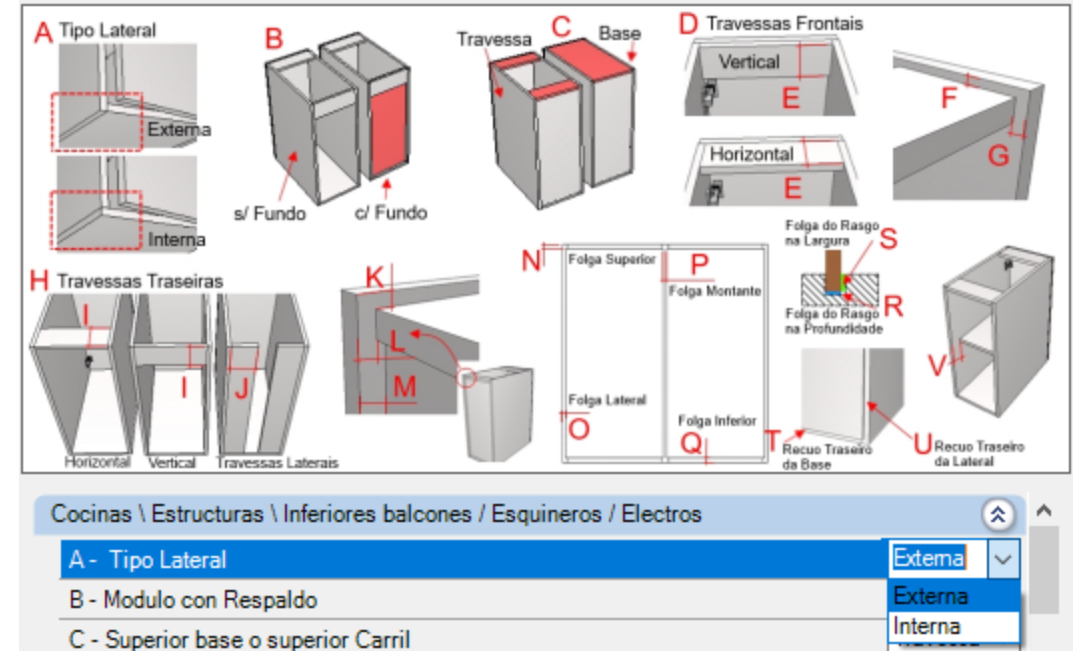 A Tipo Lateral
Externa
Interna
B
s/ Fundo
c/ Fundo
Travessa
C
Base
D Travessas Frontais
Vertical
E
Horizontal
E
F
G
H Travessas Traseiras
I
I
J
Horizontal
Vertical
Travessas Laterais
K
L
M
N
Folga Superior
P
Folga Montante
Folga Lateral
O
Folga Inferior
Q
Folga do Rasgo
na Largura
S
R
Folga do Rasgo
na Profundidade
T
Recuo Traseiro
da Base
U
Recuo Traseiro
da Lateral
V
Cocinas \ Estructuras \ Inferiores balcones / Esquineros / Electros
A - Tipo Lateral
Externa
B - Modulo con Respaldo
Externa
Interna
C - Superior base o superior Carril